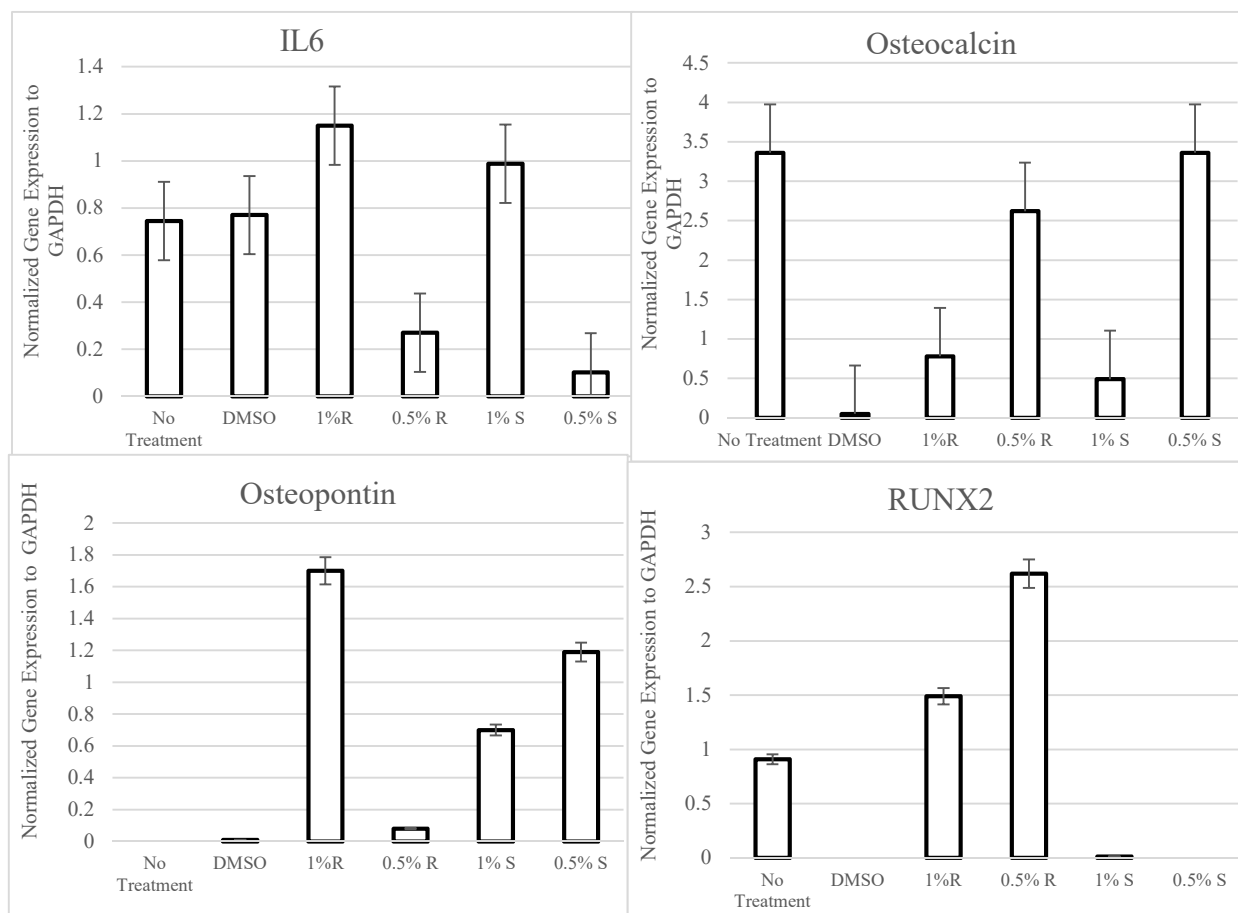 IL6
Normalized Gene Expression to
GAPDH
1.4
1.2
1
0.8
0.6
0.4
0.2
0
No
Treatment
DMSO
1%R
0.5% R
1% S
0.5% S
Osteocalcin
Normalized Gene Expression to
GAPDH
4.5
4
3.5
3
2.5
2
1.5
1
0.5
0
No Treatment
DMSO
1%R
0.5% R
1% S
0.5% S
Osteopontin
Normalized Gene Expression to GAPDH
2
1.8
1.6
1.4
1.2
1
0.8
0.6
0.4
0.2
0
No
Treatment
DMSO
1%R
0.5% R
1% S
0.5% S
RUNX2
Normalized Gene Expression to GAPDH
3
2.5
2
1.5
1
0.5
0
No
Treatment
DMSO
1%R
0.5% R
1% S
0.5% S